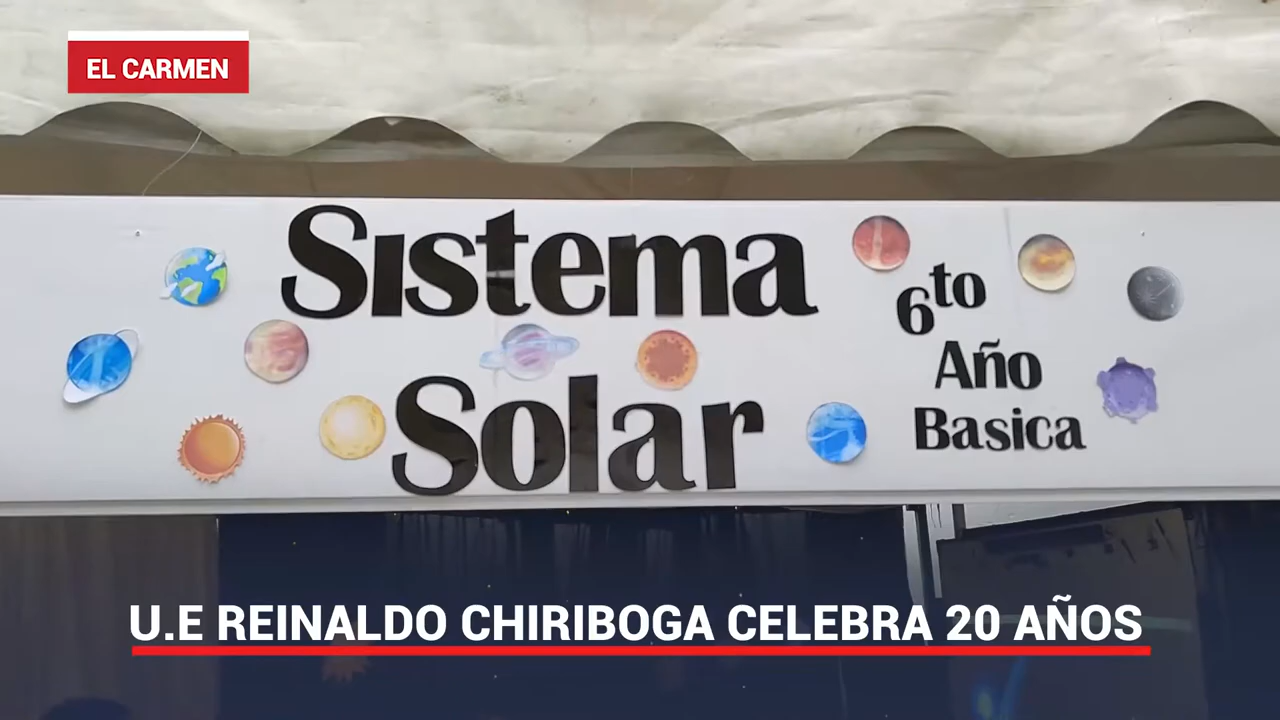 EL CARMEN
Sistema
Solar
6to
Año
Basica
U.E REINALDO CHIRIBOGA CELEBRA 20 AÑOS